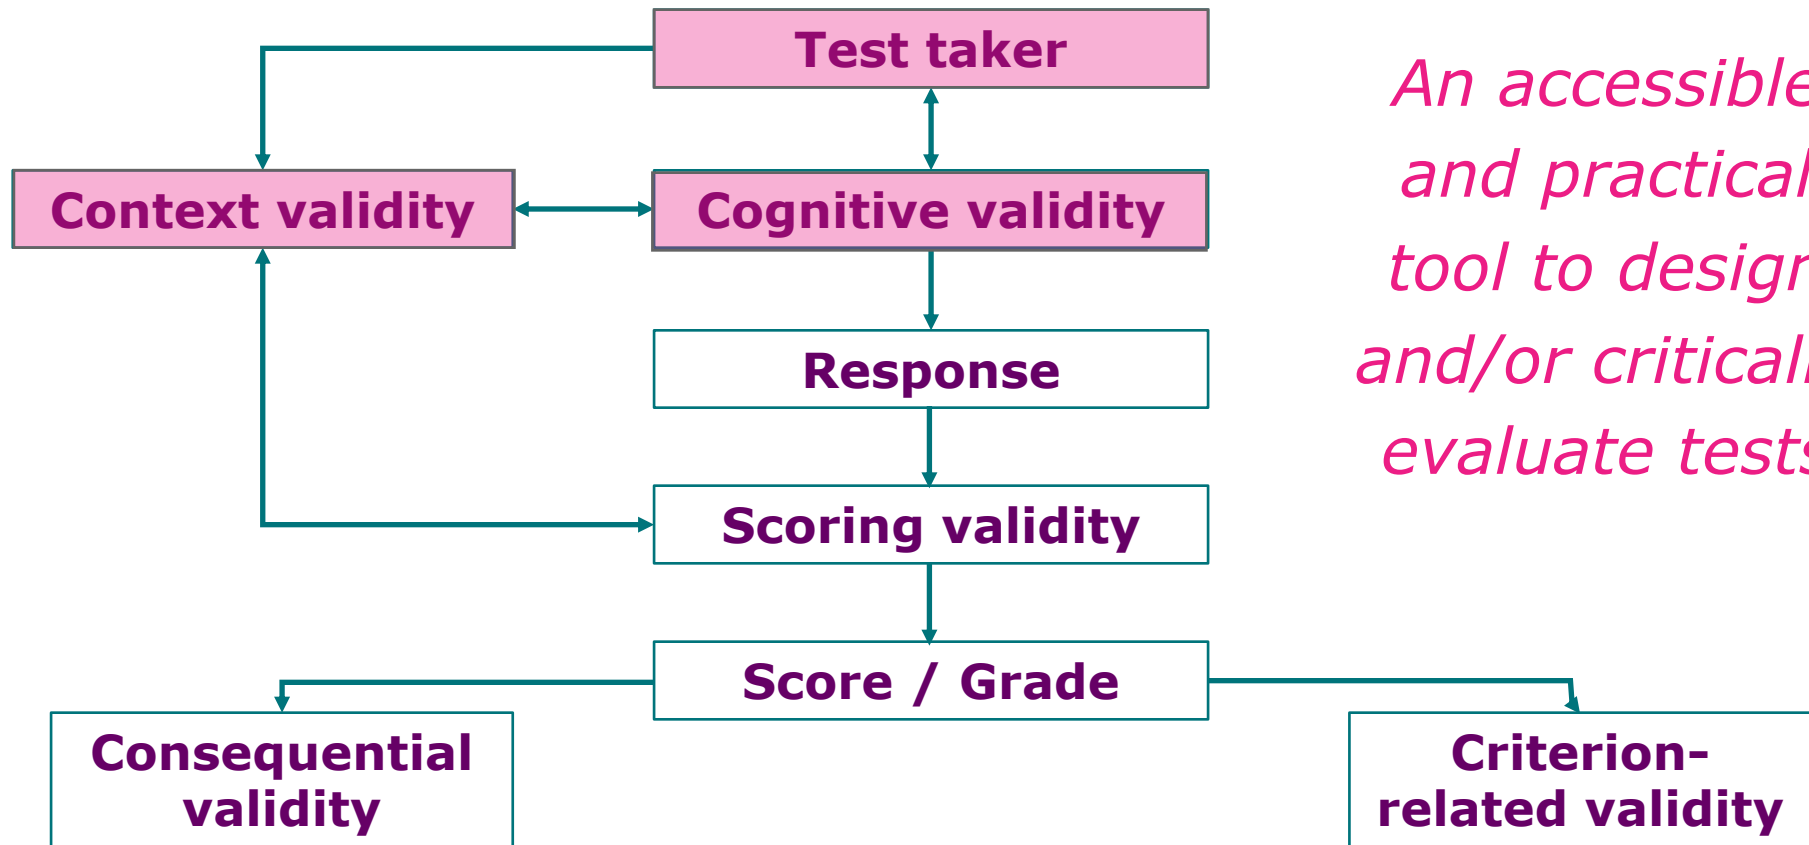 Test taker
Context validity
Cognitive validity
Response
Scoring validity
Score / Grade
Consequential
validity
Criterion-
related validity
An accessible
and practical
tool to design
and/or critical
evaluate tests